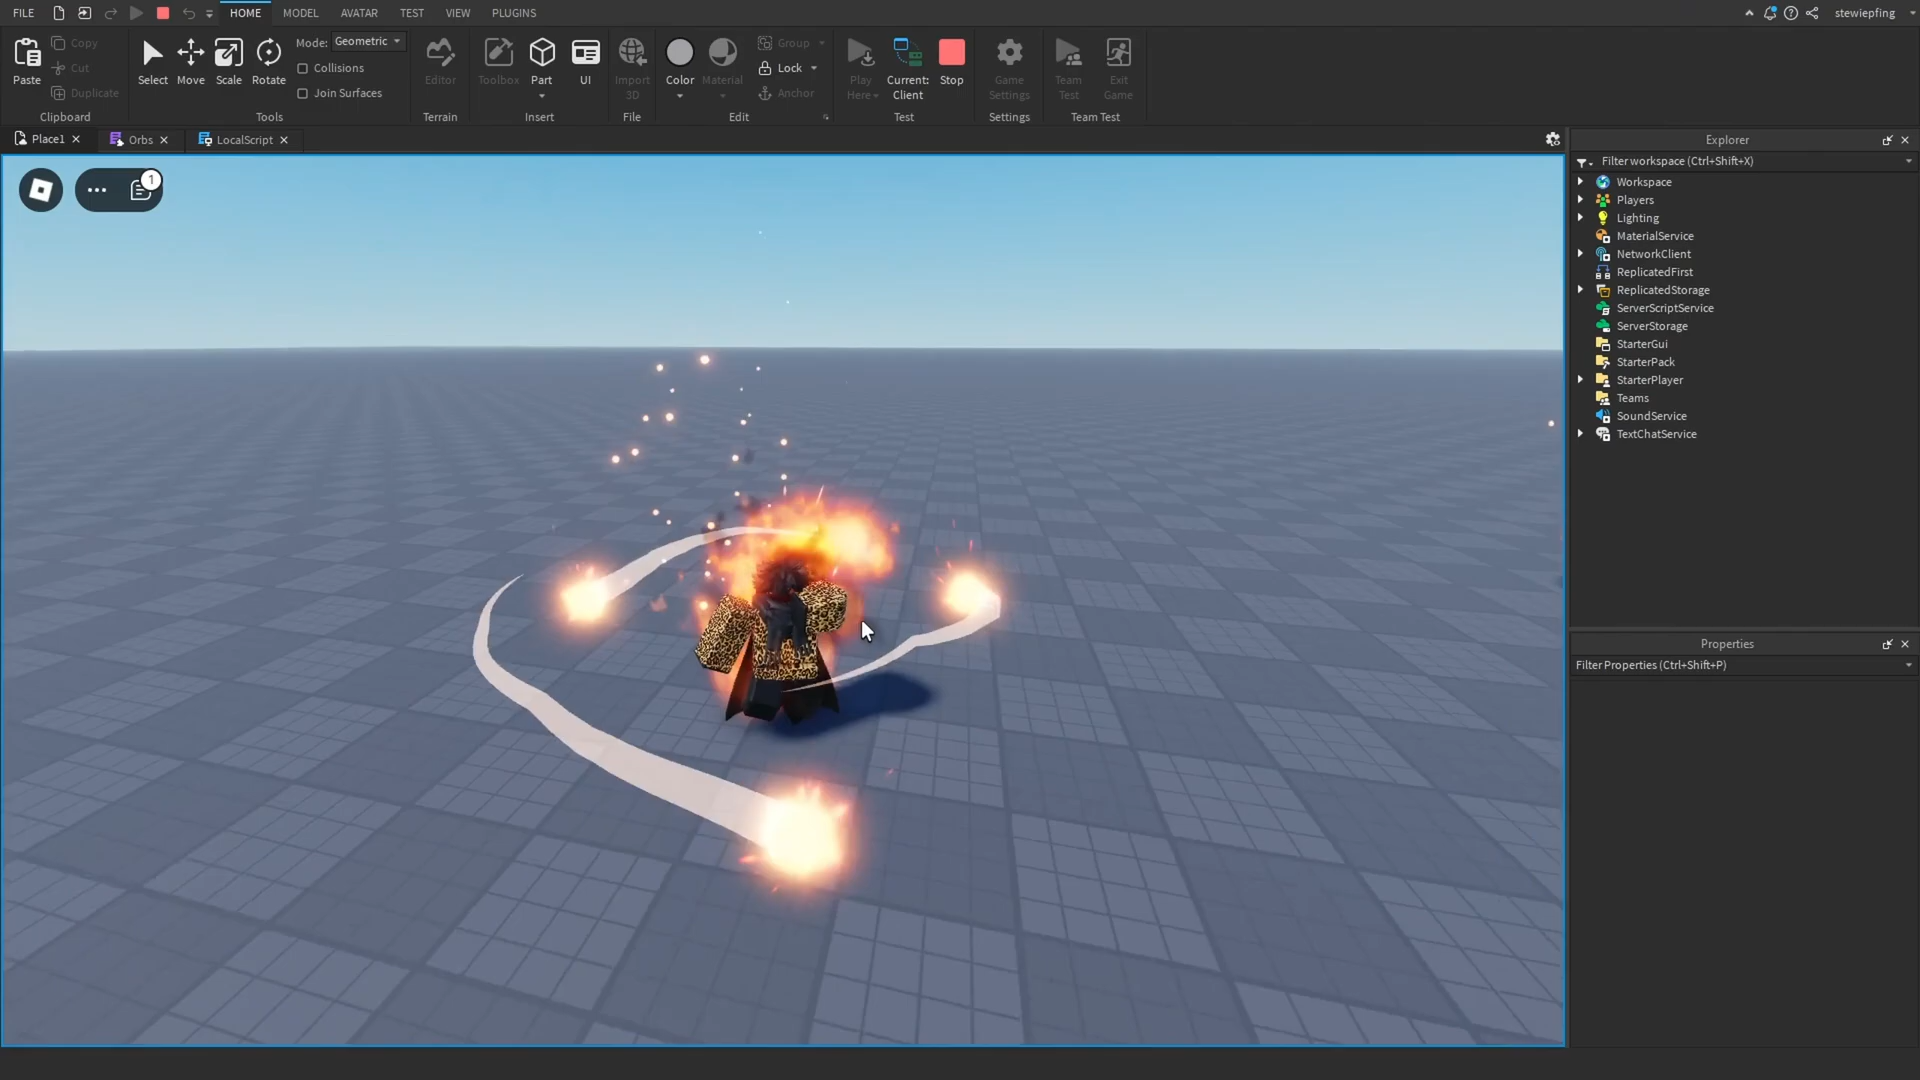 FILE HOME MODEL AVATAR TEST VIEW PLUGINS stewiepfing
Paste Copy Cut Duplicate
Clipboard
Select Move Scale Rotate
Mode: Geometric
Collisions
Join Surfaces
Tools
Editor
Terrain
Toolbox Part UI
Insert
Import 3D
File
Color Material
Group
Lock
Anchor
Edit
Play Here
Current: Client
Stop
Test
Game Settings
Settings
Team Test
Exit Game
Team Test
Place1 Orbs LocalScript
1
Explorer
Filter workspace (Ctrl+Shift+X)
Workspace
Players
Lighting
MaterialService
NetworkClient
ReplicatedFirst
ReplicatedStorage
ServerScriptService
ServerStorage
StarterGui
StarterPack
StarterPlayer
Teams
SoundService
TextChatService
Properties
Filter Properties (Ctrl+Shift+P)